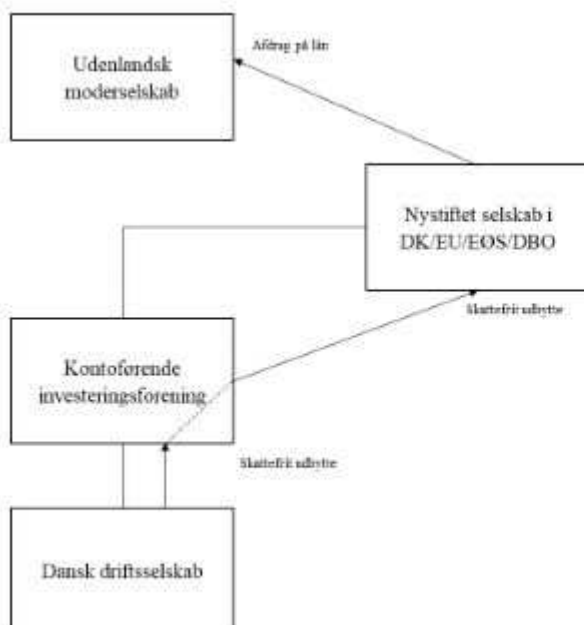 Afdrag på lån
Udenlandsk
moderselskab
Nystiftet selskab i
DK/EU/EØS/DBO
Skattefrit udbytte
Kontoførende
investeringsforening
Skattefrit udbytte
Dansk driftsselskab